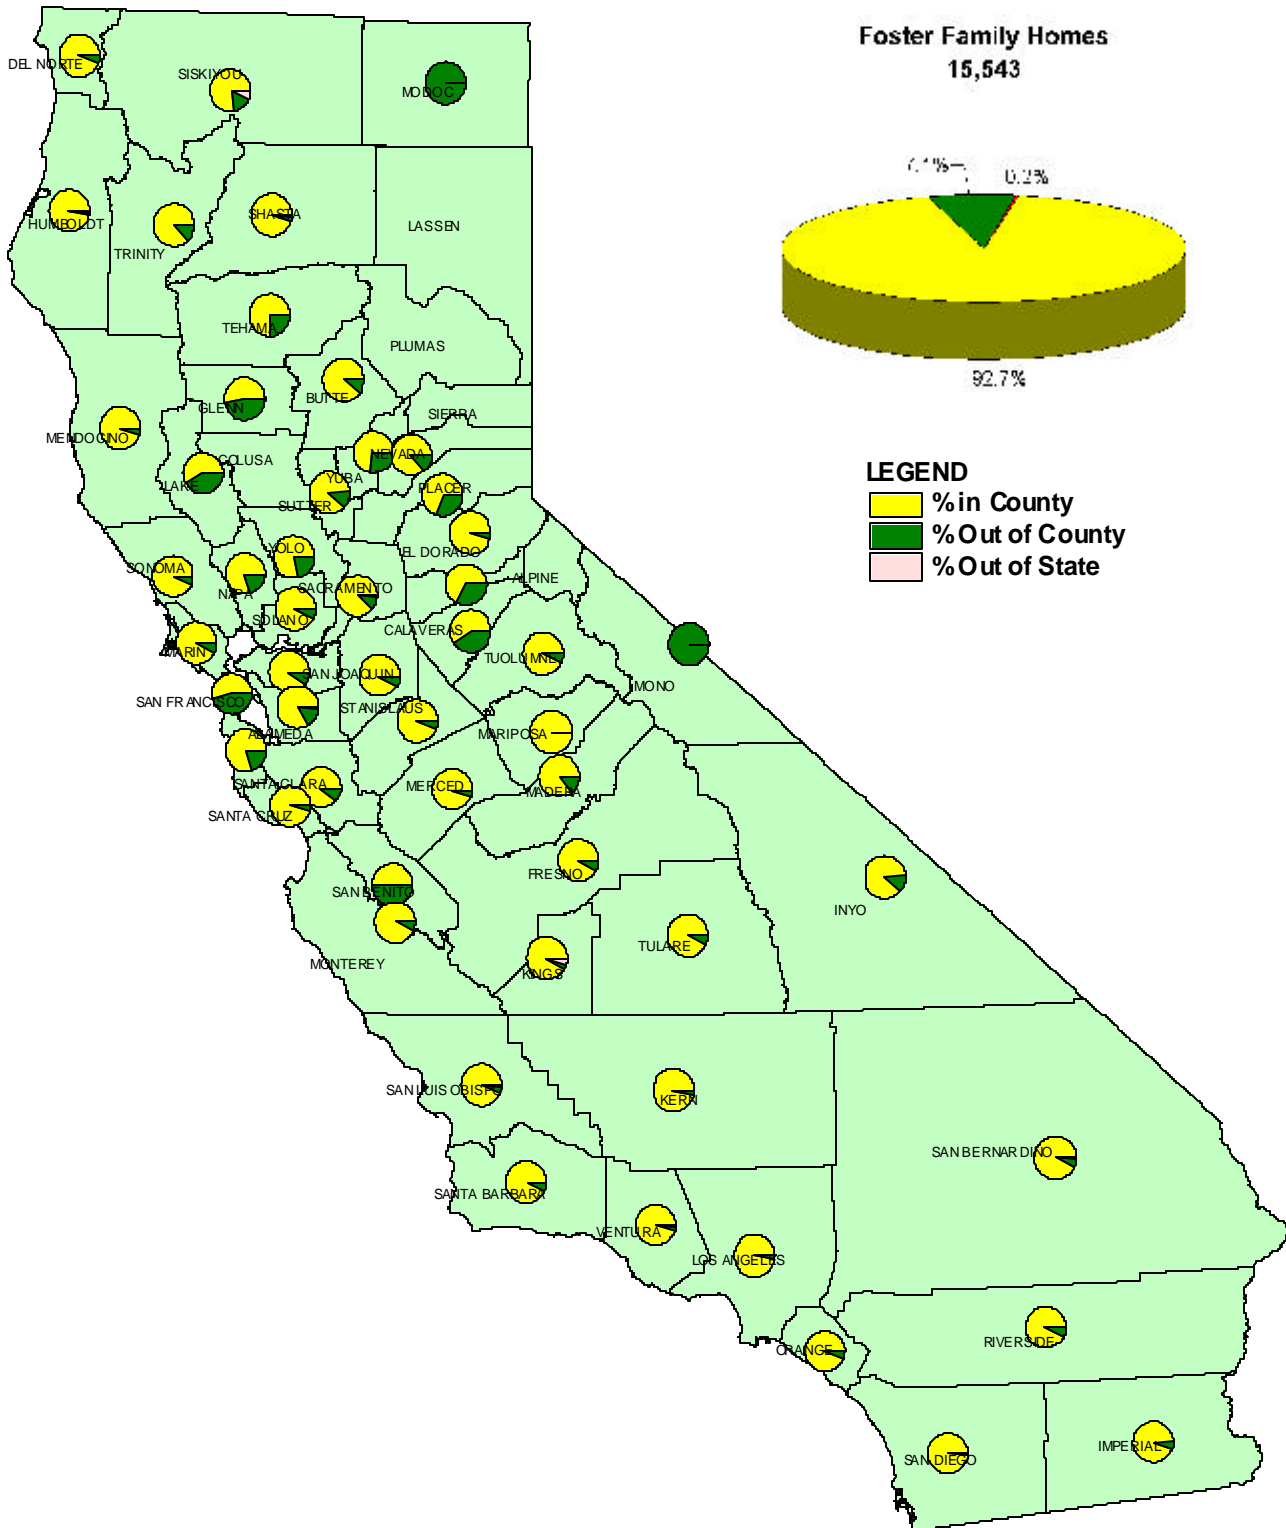 Foster Family Homes
15,543
7.1%
0.2%
92.7%
LEGEND
% in County
% Out of County
% Out of State
DEL NORTE
SISKIYOU
MODOC
HUMBOLDT
TRINITY
SHASTA
LASSEN
TEHAMA
PLUMAS
GLENN
BUTTE
SIERRA
MENDOCINO
COLUSA
LAKE
YUBA
NEVADA
SUTTER
PLACER
EL DORADO
SONOMA
YOLO
NAPA
SACRAMENTO
ALPINE
SOLANO
CALAVERAS
MARIN
TUOLUMNE
SAN JOAQUIN
MONO
SAN FRANCISCO
STANISLAUS
ALAMEDA
MARIPOSA
SANTA CLARA
MERCED
MADERA
SANTA CRUZ
FRESNO
SAN BENITO
INYO
TULARE
MONTEREY
KINGS
SAN LUIS OBISPO
KERN
SAN BERNARDINO
SANTA BARBARA
VENTURA
LOS ANGELES
ORANGE
RIVERSIDE
SAN DIEGO
IMPERIAL